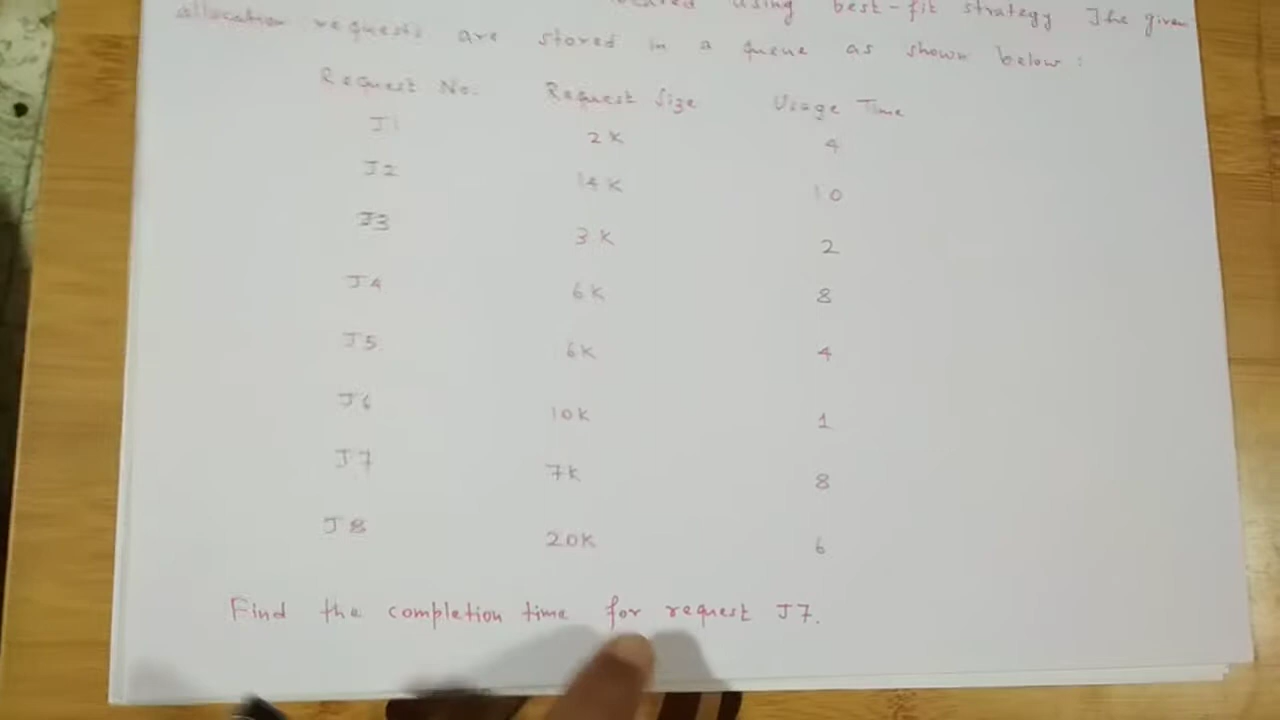 using best-fit strategy The given
allocation requests are stored in a queue as shown below :
Request No. Request Size Usage Time
J1 2K 4
J2 14K 10
J3 3K 2
J4 6K 8
J5 6K 4
J6 10K 1
J7 7K 8
J8 20K 6
Find the completion time for request J7.